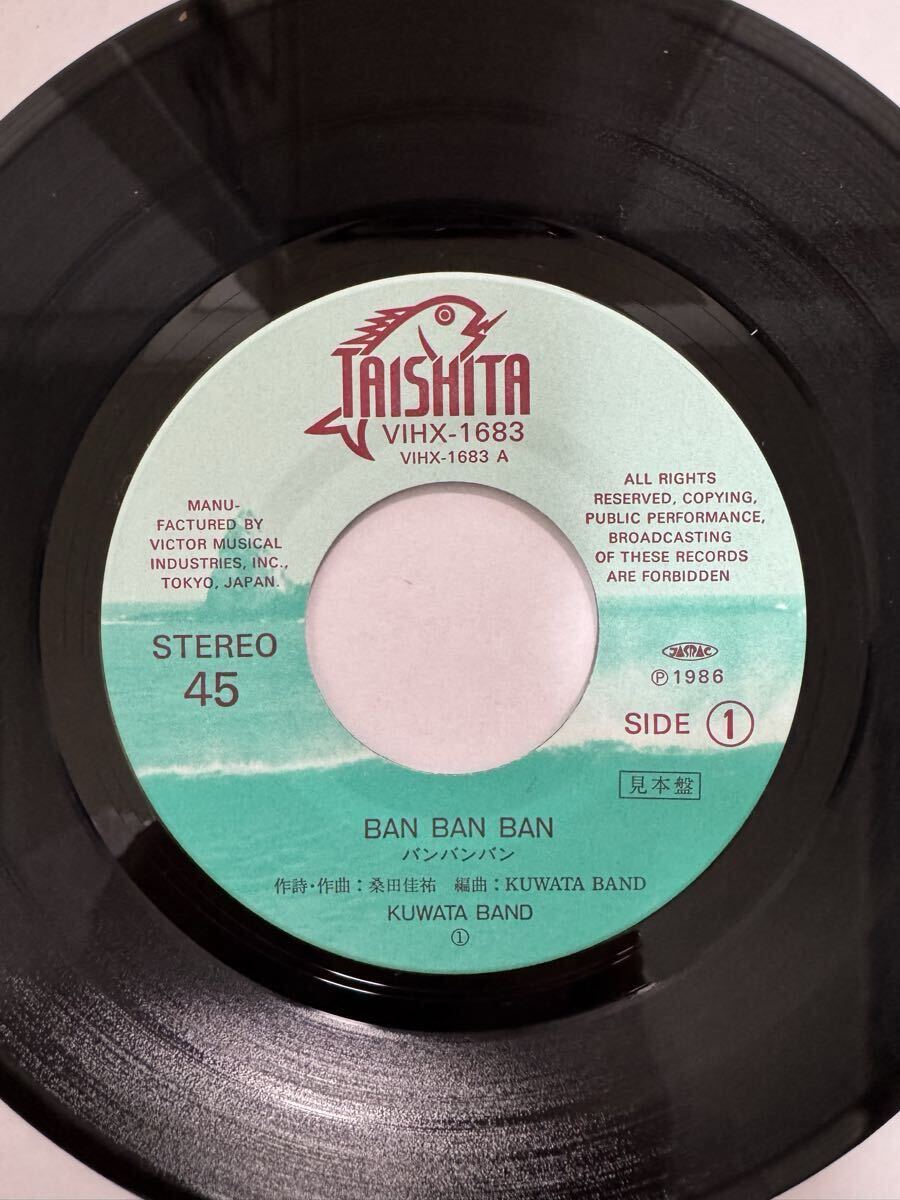 TAISHITA
VIHX-1683
VIHX-1683 A
MANU-
FACTURED BY
VICTOR MUSICAL
INDUSTRIES, INC.,
TOKYO, JAPAN.
ALL RIGHTS
RESERVED, COPYING,
PUBLIC PERFORMANCE,
BROADCASTING
OF THESE RECORDS
ARE FORBIDDEN
STEREO
45
JASRAC
Ⓟ1986
SIDE ①
見本盤
BAN BAN BAN
バンバンバン
作詩・作曲：桑田佳祐 編曲：KUWATA BAND
KUWATA BAND
①